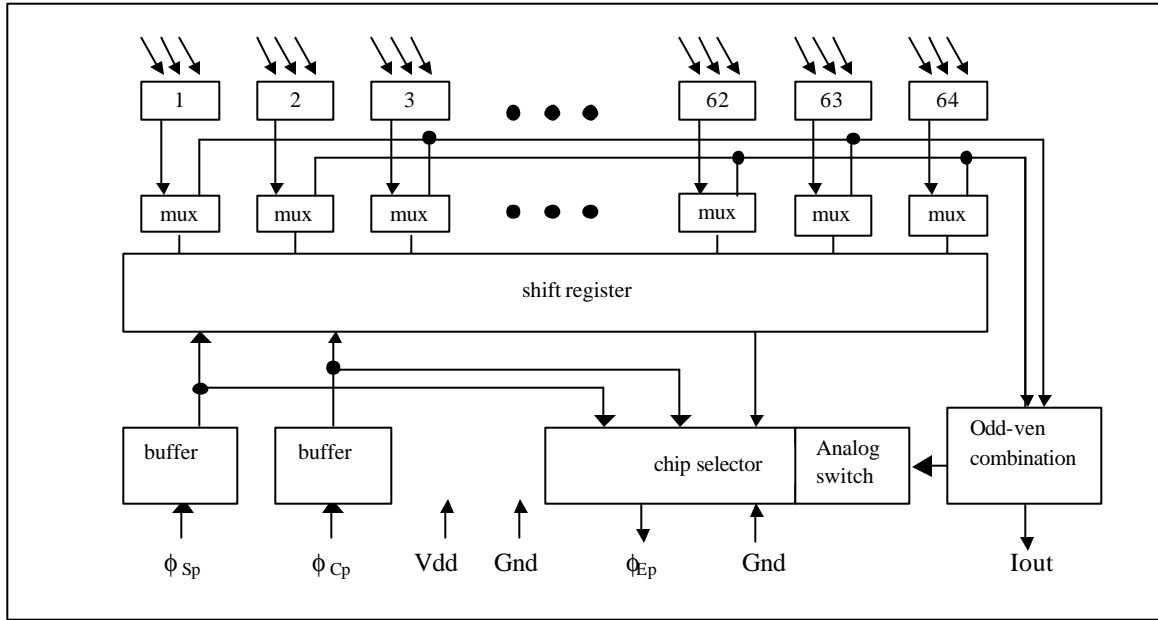 1 2 3 62 63 64
mux mux mux mux mux mux
shift register
buffer buffer chip selector Analog switch Odd-ven combination
ϕSp ϕCp Vdd Gnd ϕEp Gnd Iout